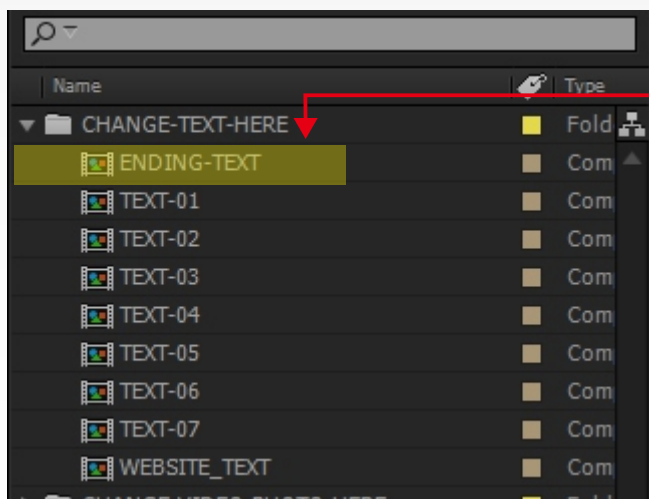 Name Type
CHANGE-TEXT-HERE Fold
ENDING-TEXT Com
TEXT-01 Com
TEXT-02 Com
TEXT-03 Com
TEXT-04 Com
TEXT-05 Com
TEXT-06 Com
TEXT-07 Com
WEBSITE_TEXT Com